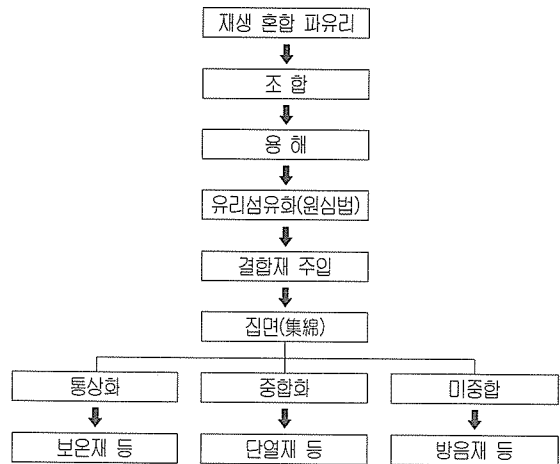 재생 혼합 파유리
조 합
용 해
유리섬유화(원심법)
결합재 주입
집면(集綿)
통상화 중합화 미중합
보온재 등 단열재 등 방음재 등